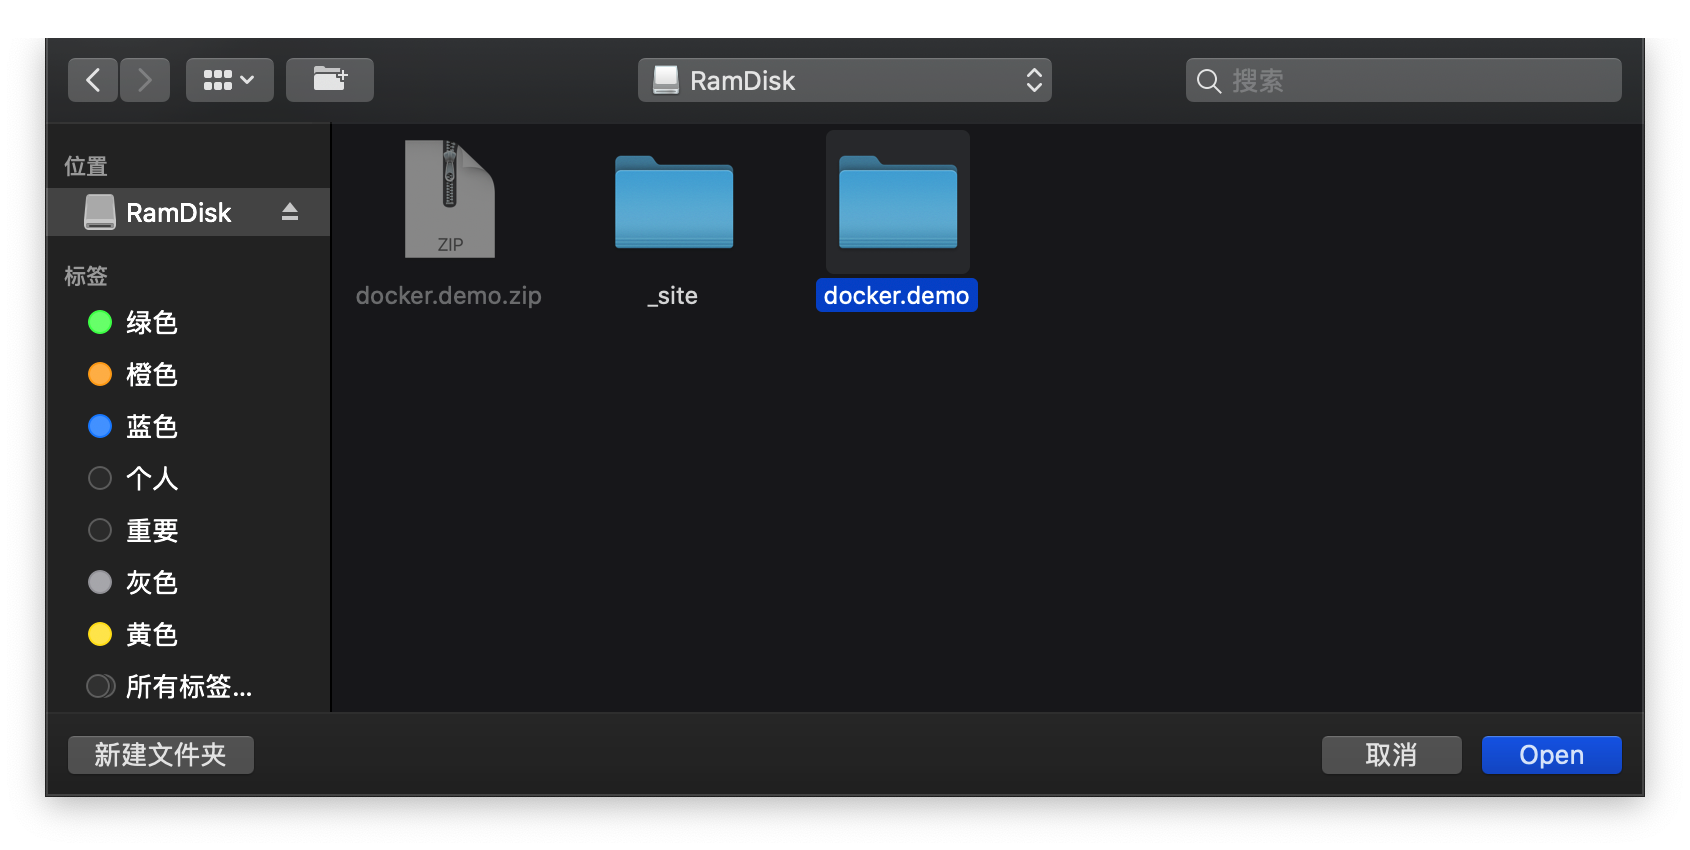 RamDisk
搜索
位置
RamDisk
标签
绿色
橙色
蓝色
个人
重要
灰色
黄色
所有标签...
ZIP
docker.demo.zip
_site
docker.demo
新建文件夹
取消
Open